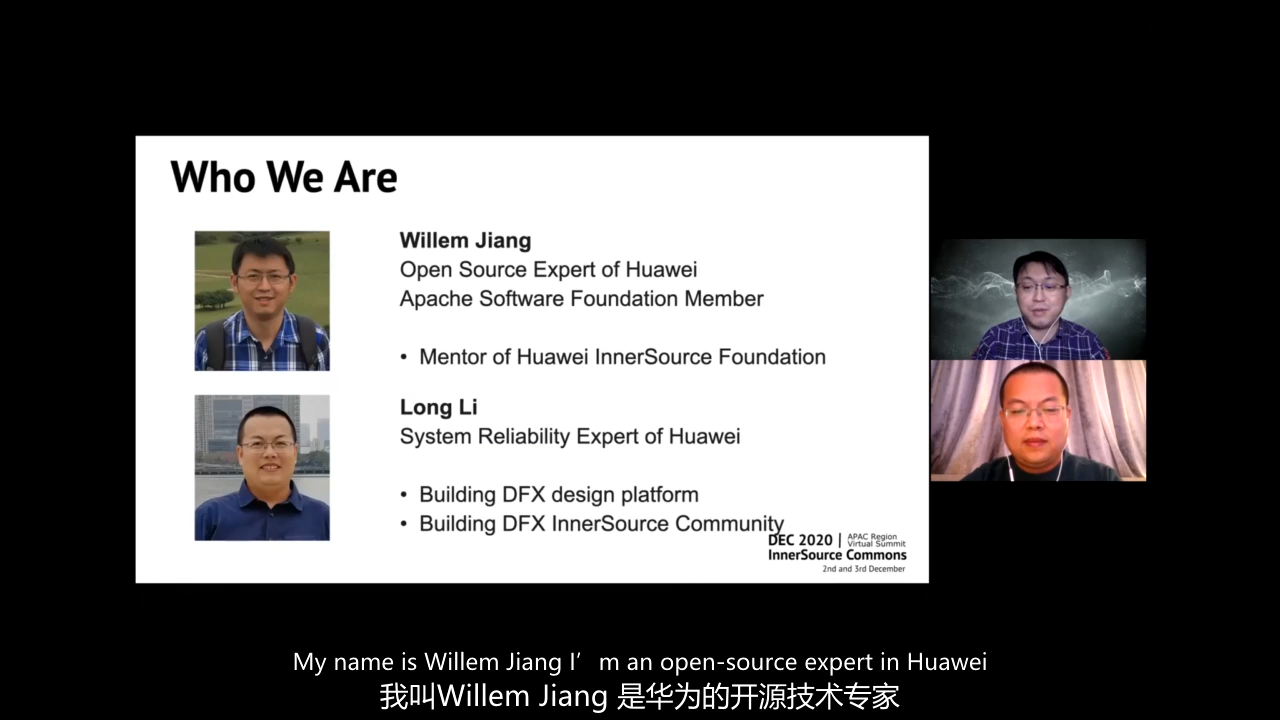 Who We Are
Willem Jiang
Open Source Expert of Huawei
Apache Software Foundation Member
• Mentor of Huawei InnerSource Foundation
Long Li
System Reliability Expert of Huawei
• Building DFX design platform
• Building DFX InnerSource Community
DEC 2020 | APAC Region
Virtual Summit
InnerSource Commons
2nd and 3rd December
My name is Willem Jiang I’m an open-source expert in Huawei
我叫Willem Jiang 是华为的开源技术专家